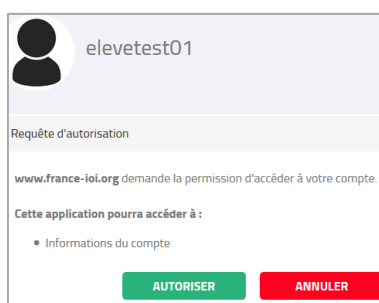 elevetest01
Requête d'autorisation
www.france-ioi.org demande la permission d'accéder à votre compte.
Cette application pourra accéder à :
• Informations du compte
AUTORISER ANNULER